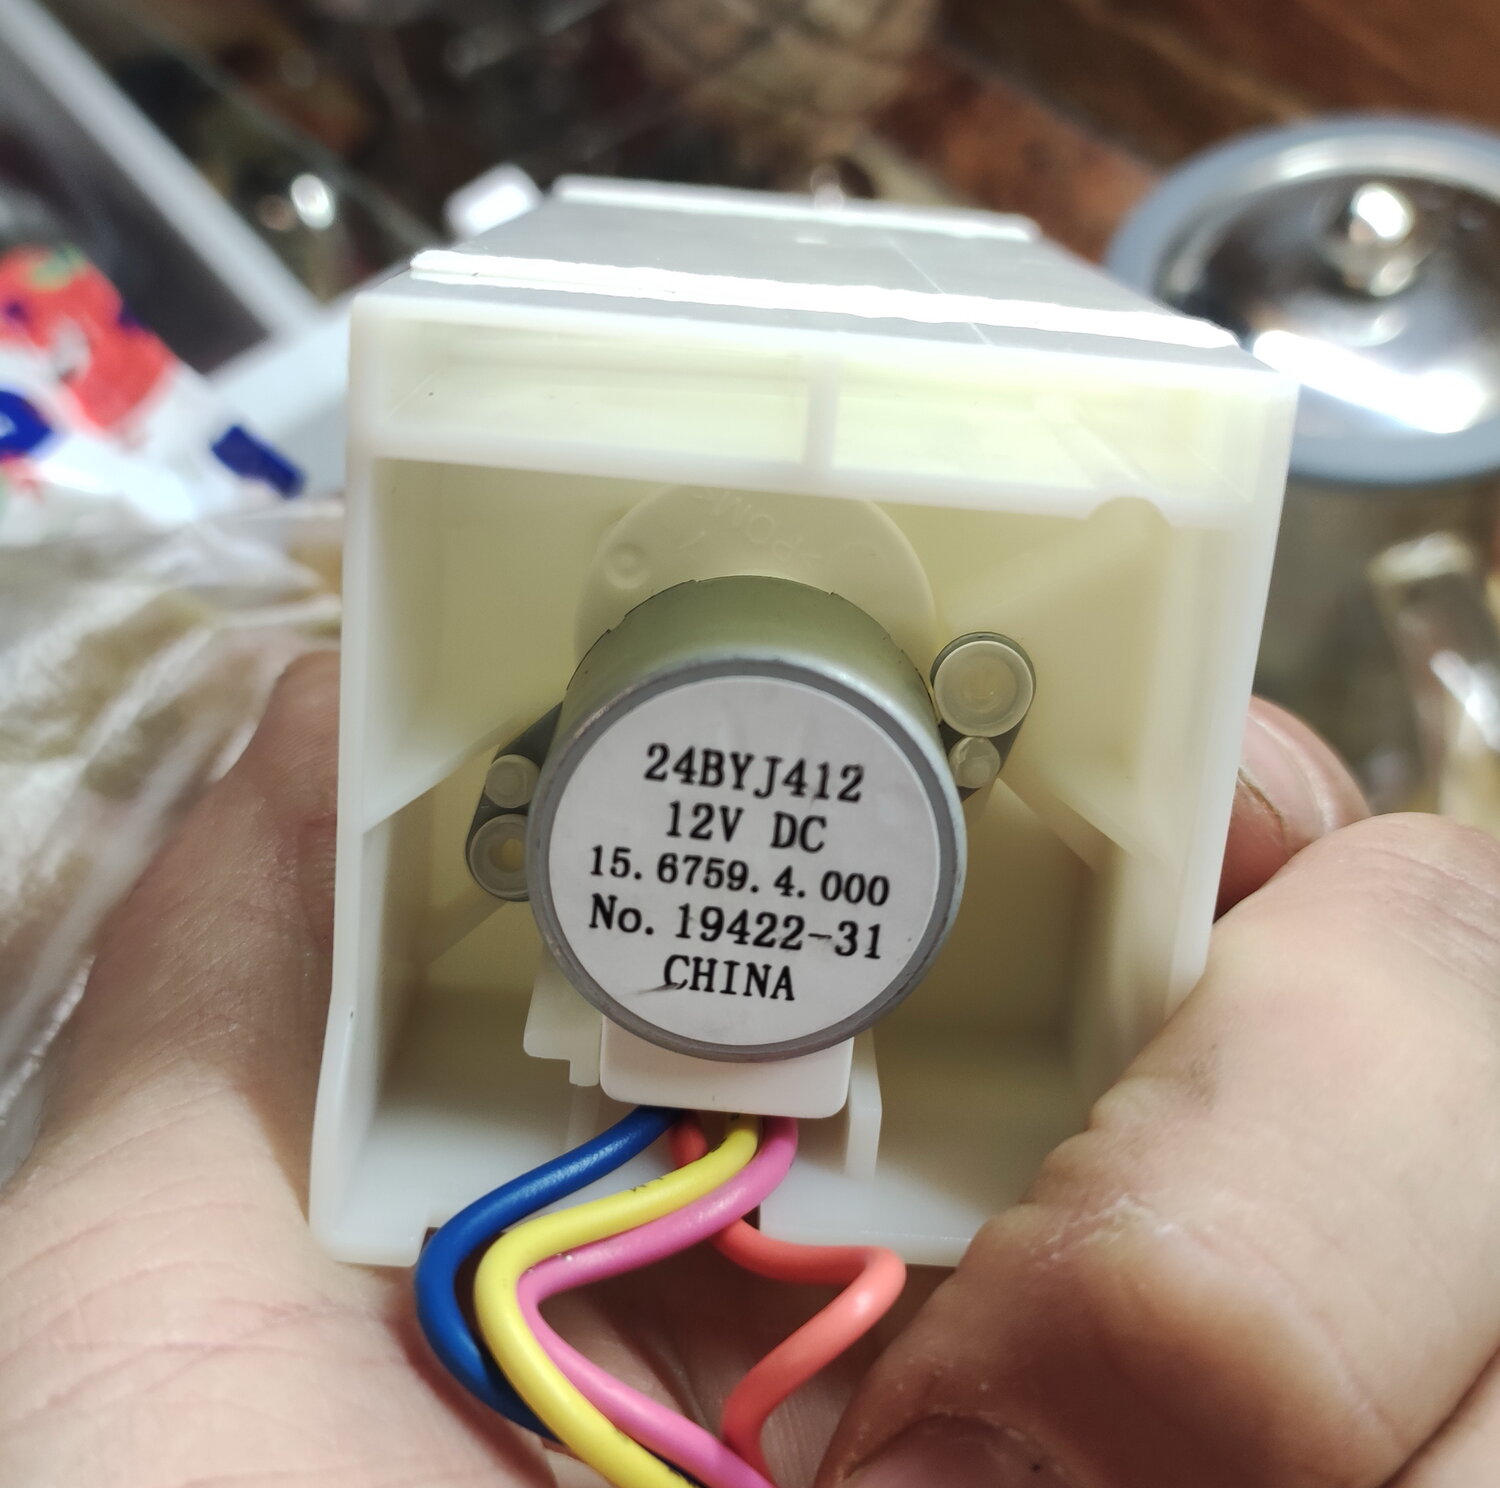 24BYJ412
12V DC
15.6759.4.000
No. 19422-31
CHINA